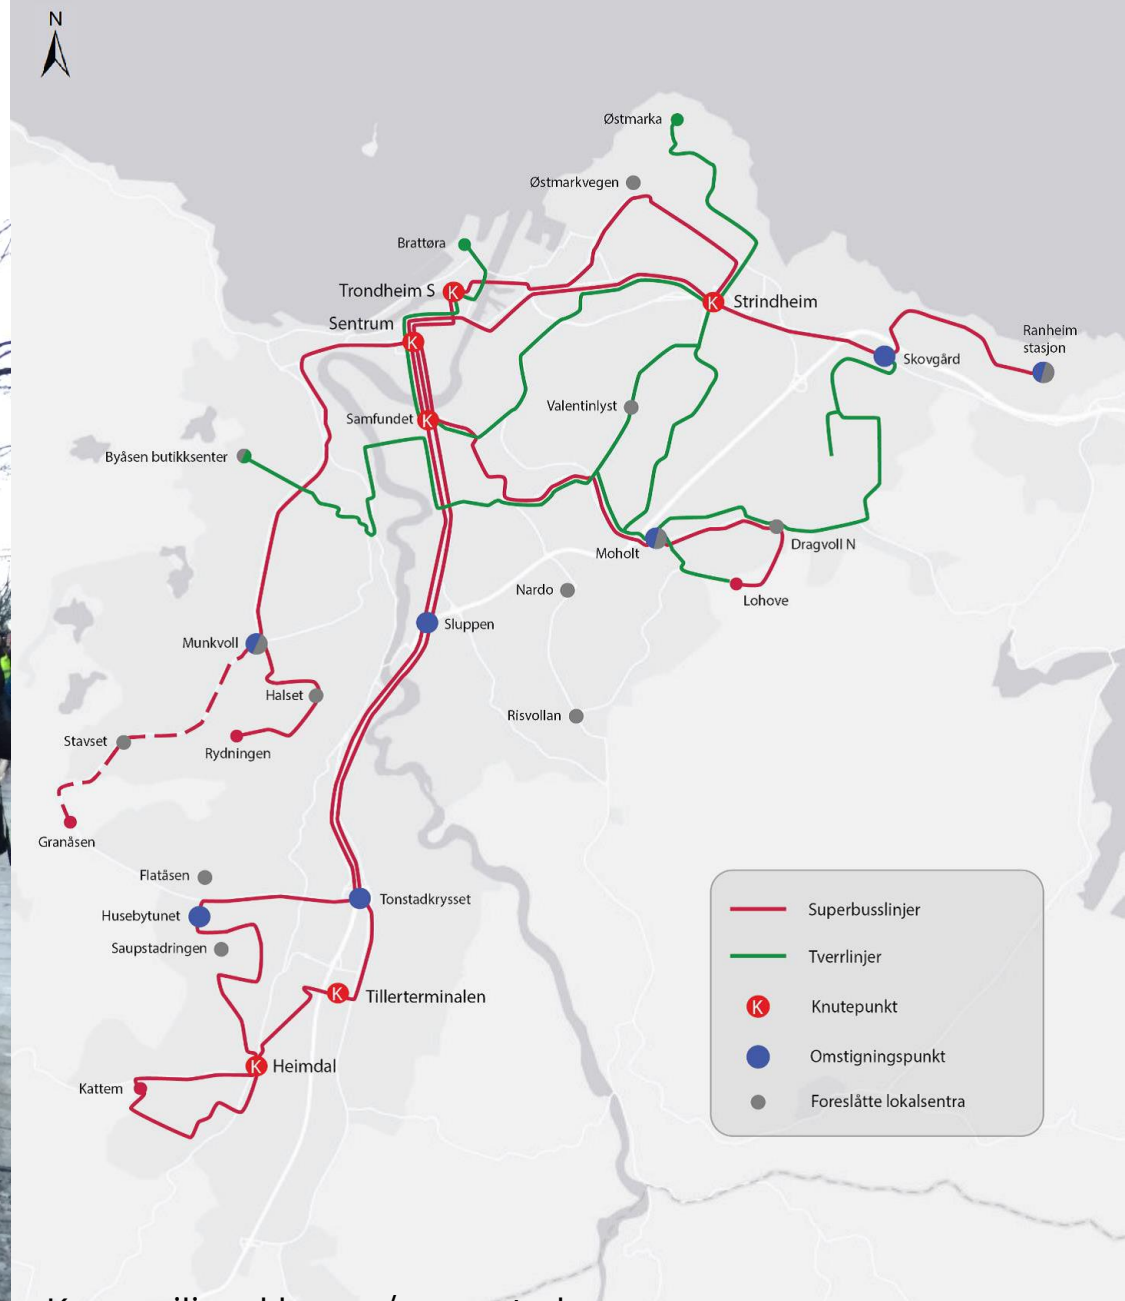 N
Østmarka
Østmarkvegen
Brattøra
Trondheim S
K
K
Strindheim
Sentrum
K
Ranheim
stasjon
Skovgård
Valentinlyst
Samfundet
K
Byåsen butikksenter
Dragvoll N
Moholt
Nardo
Lohove
Sluppen
Munkvoll
Halset
Risvollan
Stavset
Rydningen
Granåsen
Flatåsen
Tonstadkrysset
Husebytunet
Saupstadringen
K
Tillerterminalen
K
Heimdal
Kattem
Superbusslinjer
Tverrlinjer
K
Knutepunkt
Omstigningspunkt
Foreslåtte lokalsentra